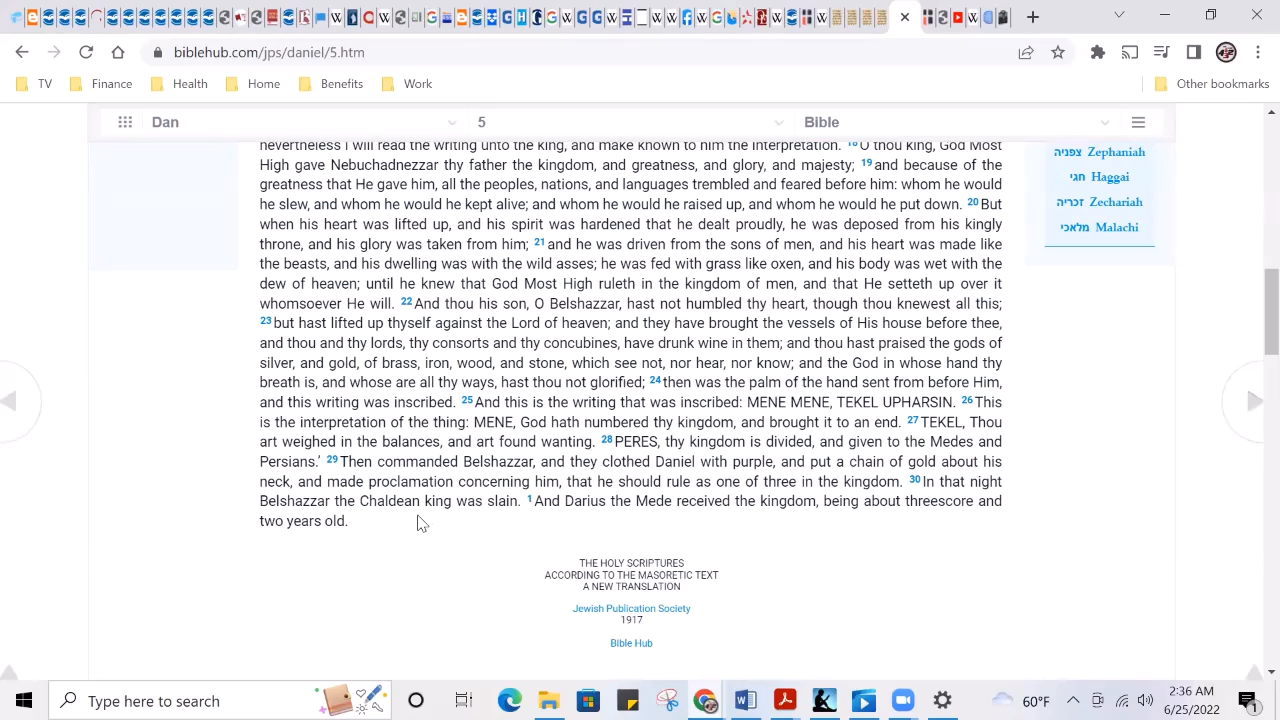 biblehub.com/jps/daniel/5.htm
TV Finance Health Home Benefits Work Other bookmarks
Dan 5 Bible
nevertheless I will read the writing unto the king, and make known to him the interpretation. 18 O thou king, God Most
High gave Nebuchadnezzar thy father the kingdom, and greatness, and glory, and majesty; 19 and because of the
greatness that He gave him, all the peoples, nations, and languages trembled and feared before him: whom he would
he slew, and whom he would he kept alive; and whom he would he raised up, and whom he would he put down. 20 But
when his heart was lifted up, and his spirit was hardened that he dealt proudly, he was deposed from his kingly
throne, and his glory was taken from him; 21 and he was driven from the sons of men, and his heart was made like
the beasts, and his dwelling was with the wild asses; he was fed with grass like oxen, and his body was wet with the
dew of heaven; until he knew that God Most High ruleth in the kingdom of men, and that He setteth up over it
whomsoever He will. 22 And thou his son, O Belshazzar, hast not humbled thy heart, though thou knewest all this;
23 but hast lifted up thyself against the Lord of heaven; and they have brought the vessels of His house before thee,
and thou and thy lords, thy consorts and thy concubines, have drunk wine in them; and thou hast praised the gods of
silver, and gold, of brass, iron, wood, and stone, which see not, nor hear, nor know; and the God in whose hand thy
breath is, and whose are all thy ways, hast thou not glorified; 24 then was the palm of the hand sent from before Him,
and this writing was inscribed. 25 And this is the writing that was inscribed: MENE MENE, TEKEL UPHARSIN. 26 This
is the interpretation of the thing: MENE, God hath numbered thy kingdom, and brought it to an end. 27 TEKEL, Thou
art weighed in the balances, and art found wanting. 28 PERES, thy kingdom is divided, and given to the Medes and
Persians.’ 29 Then commanded Belshazzar, and they clothed Daniel with purple, and put a chain of gold about his
neck, and made proclamation concerning him, that he should rule as one of three in the kingdom. 30 In that night
Belshazzar the Chaldean king was slain. 1 And Darius the Mede received the kingdom, being about threescore and
two years old.
צפניה Zephaniah
חגי Haggai
זכריה Zechariah
מלאכי Malachi
THE HOLY SCRIPTURES
ACCORDING TO THE MASORETIC TEXT
A NEW TRANSLATION
Jewish Publication Society
1917
Bible Hub
Type here to search
60°F
2:36 AM
6/25/2022